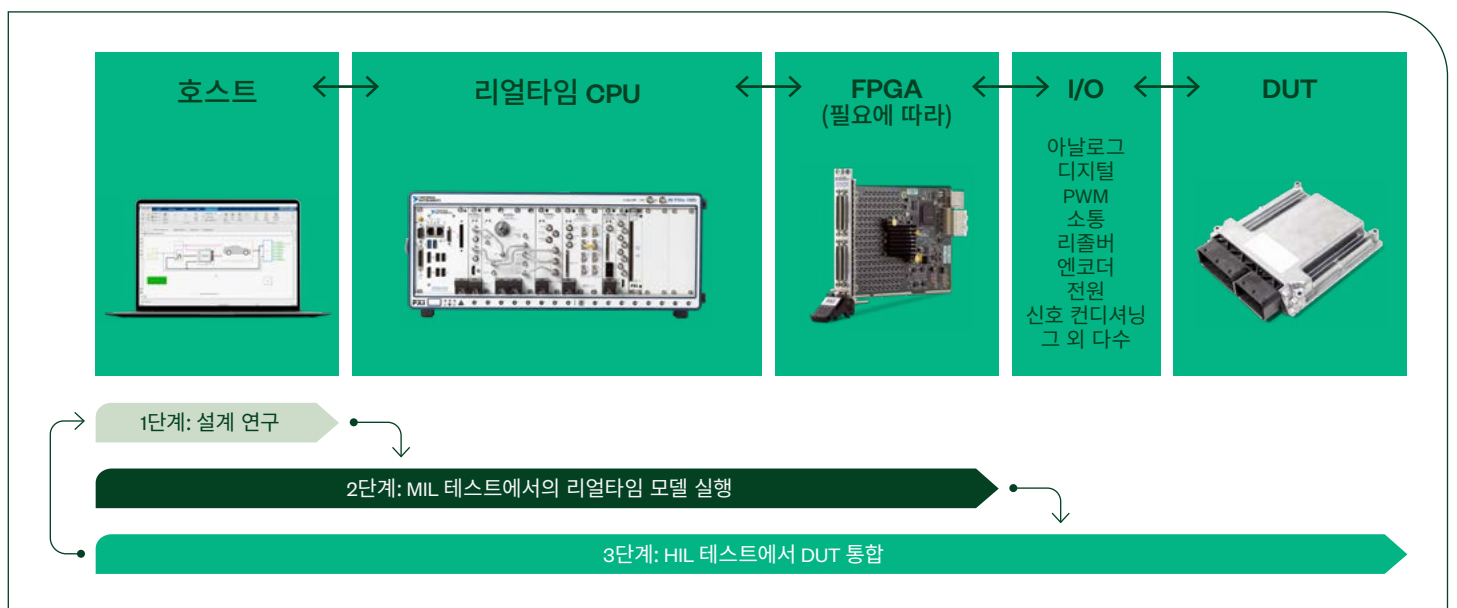 호스트
리얼타임 CPU
FPGA
(필요에 따라)
I/O
아날로그
디지털
PWM
소통
리졸버
엔코더
전원
신호 컨디셔닝
그 외 다수
DUT
1단계: 설계 연구
2단계: MIL 테스트에서의 리얼타임 모델 실행
3단계: HIL 테스트에서 DUT 통합